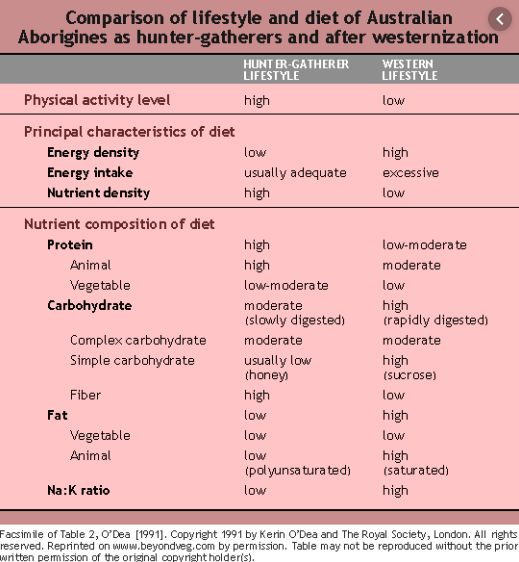 Comparison of lifestyle and diet of Australian
Aborigines as hunter-gatherers and after westernization
HUNTER-GATHERER LIFESTYLE WESTERN LIFESTYLE
Physical activity level high low
Principal characteristics of diet
Energy density low high
Energy intake usually adequate excessive
Nutrient density high low
Nutrient composition of diet
Protein high low-moderate
Animal high moderate
Vegetable low-moderate low
Carbohydrate moderate high
(slowly digested) (rapidly digested)
Complex carbohydrate moderate moderate
Simple carbohydrate usually low high
(honey) (sucrose)
Fiber high low
Fat low high
Vegetable low low
Animal low high
(polyunsaturated) (saturated)
Na:K ratio low high
Facsimile of Table 2, O'Dea [1991]. Copyright 1991 by Kerin O'Dea and The Royal Society, London. All rights
reserved. Reprinted on www.beyondveg.com by permission. Table may not be reproduced without the prior
written permission of the original copyright holder(s).